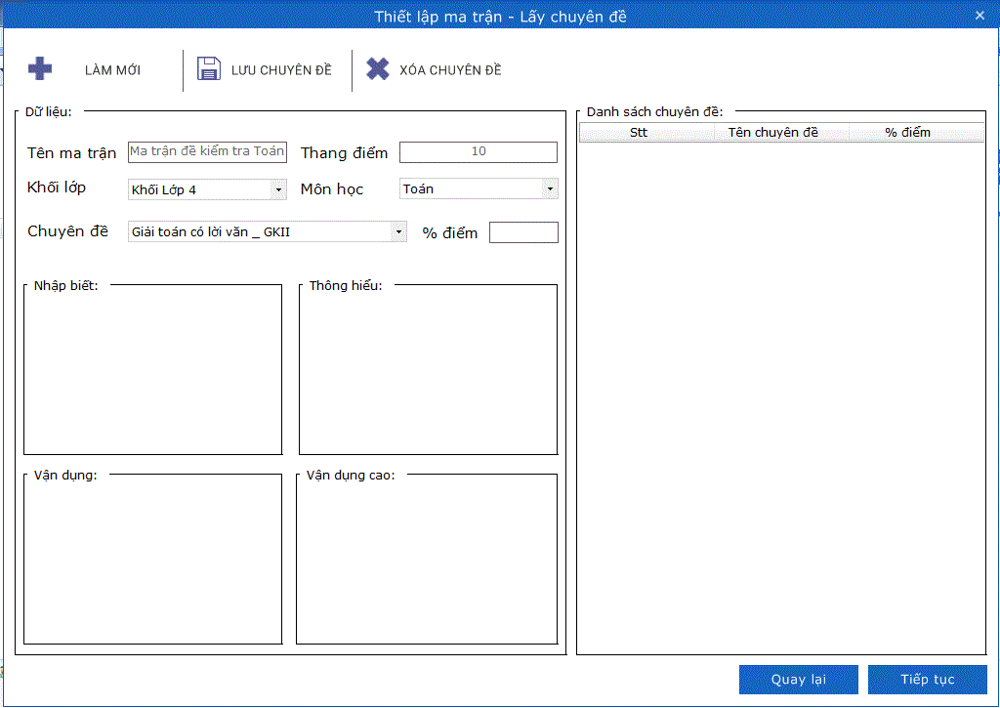 Thiết lập ma trận - Lấy chuyên đề
LÀM MỚI
LƯU CHUYÊN ĐỀ
XÓA CHUYÊN ĐỀ
Dữ liệu:
Tên ma trận Ma trận đề kiểm tra Toán Thang điểm 10
Khối lớp Khối Lớp 4 Môn học Toán
Chuyên đề Giải toán có lời văn _ GKII % điểm
Nhập biết:
Thông hiểu:
Vận dụng:
Vận dụng cao:
Danh sách chuyên đề:
Stt Tên chuyên đề % điểm
Quay lại
Tiếp tục